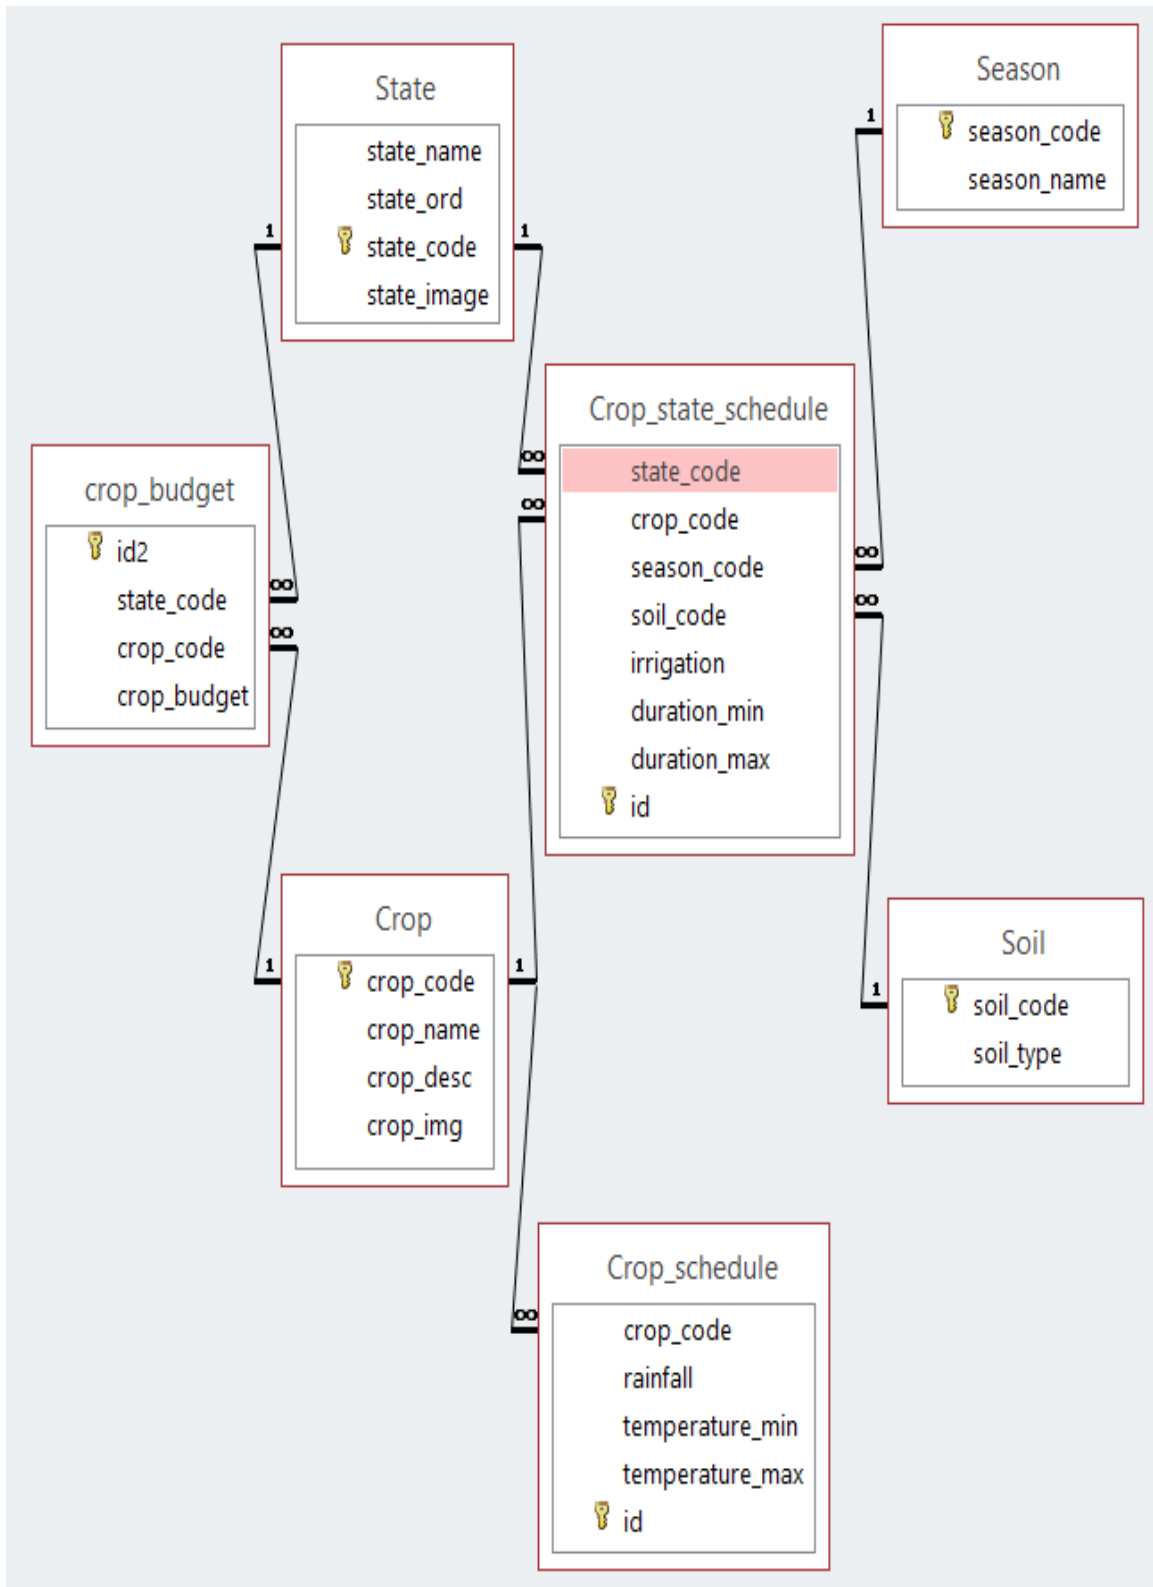 State
state_name
state_ord
state_code
state_image
1
1
Season
season_code
season_name
1
crop_budget
id2
state_code
crop_code
crop_budget
∞
∞
Crop_state_schedule
state_code
crop_code
season_code
soil_code
irrigation
duration_min
duration_max
id
∞
∞
∞
∞
Crop
crop_code
crop_name
crop_desc
crop_img
1
1
Soil
soil_code
soil_type
1
Crop_schedule
crop_code
rainfall
temperature_min
temperature_max
id
∞